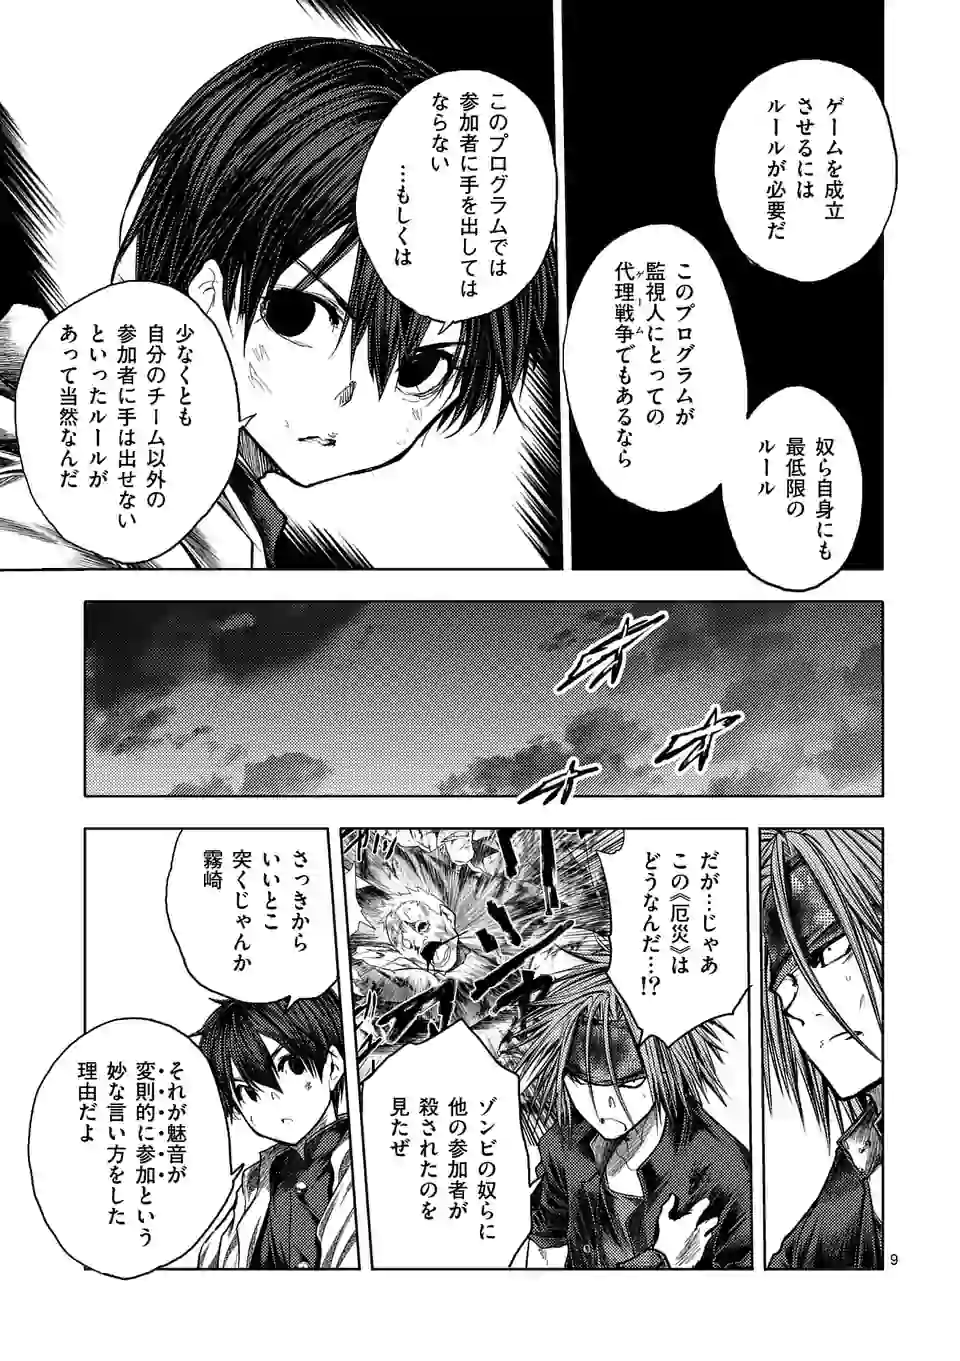 ゲームを成立
させるには
ルールが必要だ
このプログラムが
監視人にとっての
代理戦争でもあるなら
ゲーム
奴ら自身にも
最低限の
ルール
このプログラムでは
参加者に手を出しては
ならない
…もしくは
少なくとも
自分のチーム以外の
参加者に手は出せない
といったルールが
あって当然なんだ
だが…じゃあ
この《厄災》は
どうなんだ…!?
ゾンビの奴らに
他の参加者が
殺されたのを
見たぜ
さっきから
いいとこ
突くじゃんか
霧崎
それが魅音が
変則的に参加という
妙な言い方をした
理由だよ
9